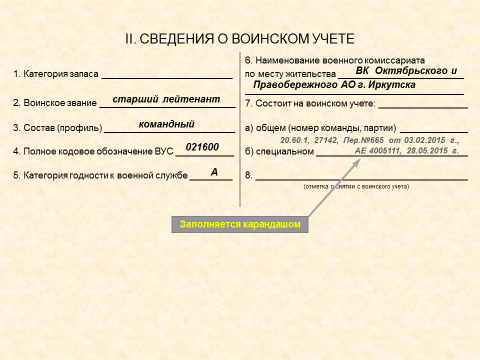 II. СВЕДЕНИЯ О ВОИНСКОМ УЧЕТЕ
1. Категория запаса
2. Воинское звание старший лейтенант
3. Состав (профиль) командный
4. Полное кодовое обозначение ВУС 021600
5. Категория годности к военной службе А
6. Наименование военного комиссариата
по месту жительства ВК Октябрьского и
Правобережного АО г. Иркутска
7. Состоит на воинском учете:
а) общем (номер команды, партии)
20.60.1, 27142, Пер.№665 от 03.02.2015 г.,
б) специальном АЕ 4005111, 28.05.2015 г.
8.
(отметка о снятии с воинского учета)
Заполняется карандашом